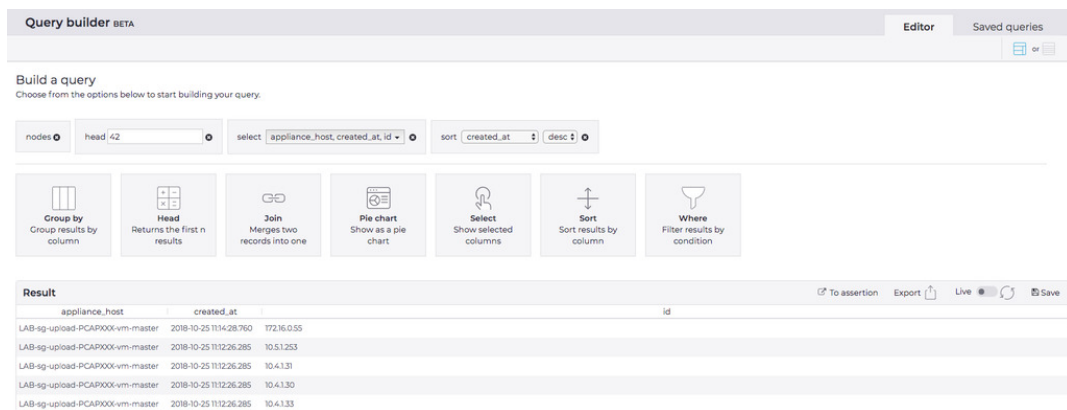 Query builder BETA
Editor
Saved queries
or
Build a query
Choose from the options below to start building your query.
nodes
head 42
select appliance_host, created_at, id
sort created_at desc
Group by
Group results by
column
Head
Returns the first n
results
Join
Merges two
records into one
Pie chart
Show as a pie
chart
Select
Show selected
columns
Sort
Sort results by
column
Where
Filter results by
condition
Result
To assertion
Export
Live
Save
appliance_host created_at id
LAB-sg-upload-PCAPXXX-vm-master 2018-10-25 11:14:28.760 172.16.0.55
LAB-sg-upload-PCAPXXX-vm-master 2018-10-25 11:12:26.285 10.5.1.253
LAB-sg-upload-PCAPXXX-vm-master 2018-10-25 11:12:26.285 10.4.1.31
LAB-sg-upload-PCAPXXX-vm-master 2018-10-25 11:12:26.285 10.4.1.30
LAB-sg-upload-PCAPXXX-vm-master 2018-10-25 11:12:26.285 10.4.1.33